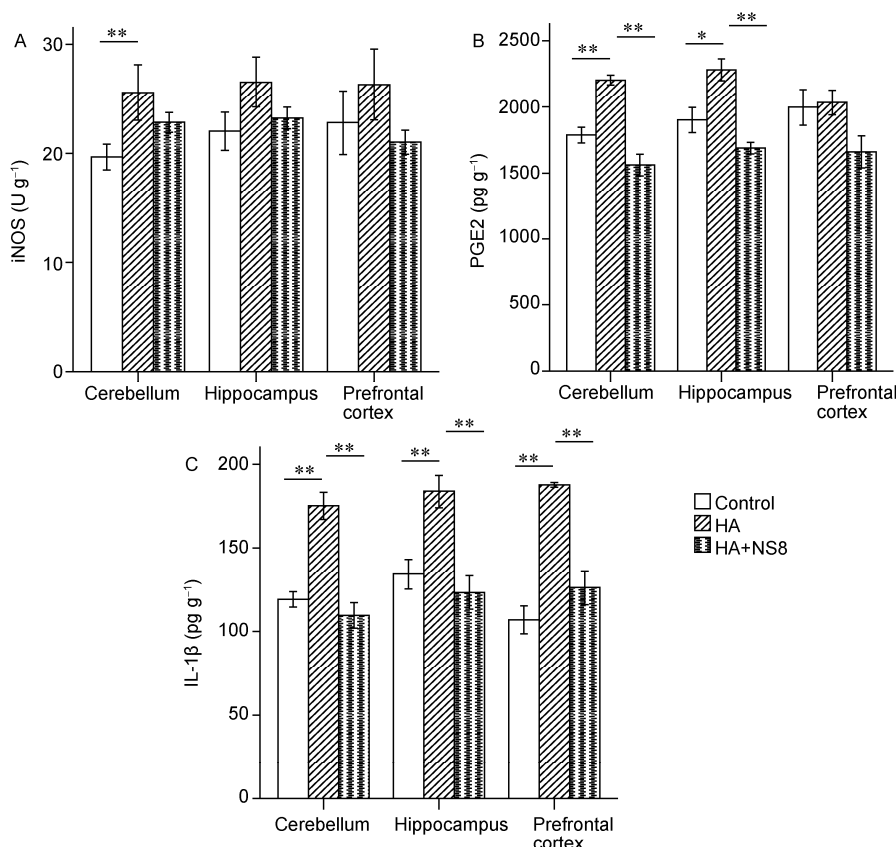 A
iNOS (U g⁻¹)
30
20
10
0
**
Cerebellum
Hippocampus
Prefrontal
cortex
B
PGE2 (pg g⁻¹)
2500
2000
1500
1000
500
0
**
**
*
**
Cerebellum
Hippocampus
Prefrontal
cortex
C
IL-1β (pg g⁻¹)
200
150
100
50
0
**
**
**
**
**
**
Cerebellum
Hippocampus
Prefrontal
cortex
Control
HA
HA+NS8